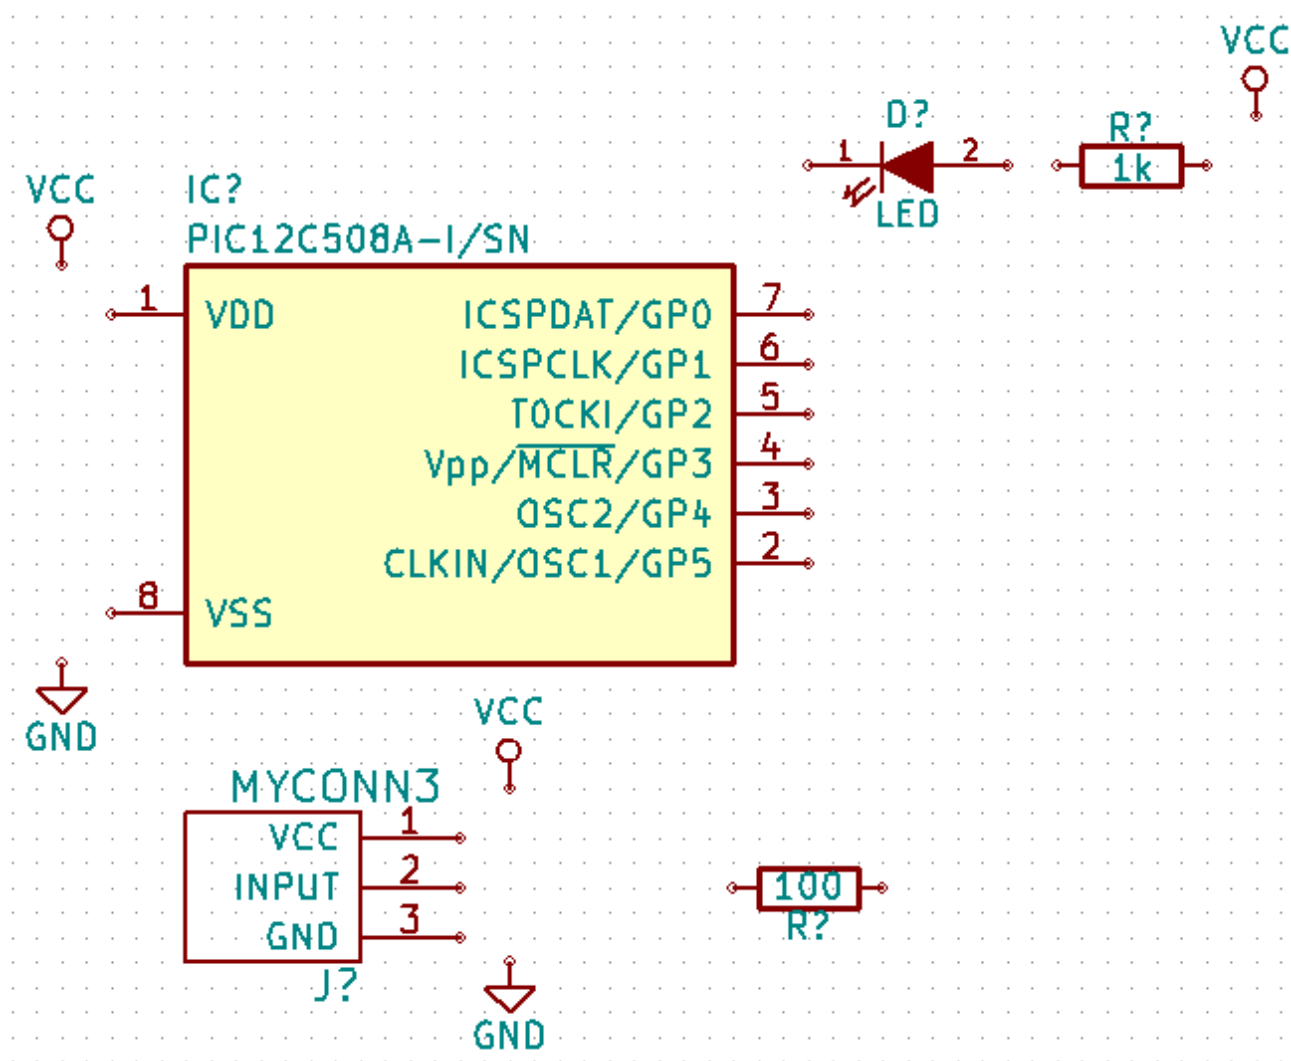 VCC
D?
R?
1 2
1k
LED
VCC
IC?
PIC12C508A-I/SN
1 VDD ICSPDAT/GP0 7
ICSPCLK/GP1 6
T0CKI/GP2 5
Vpp/MCLR/GP3 4
OSC2/GP4 3
CLKIN/OSC1/GP5 2
8 VSS
GND
VCC
MYCONN3
VCC 1
INPUT 2
GND 3
J?
GND
100
R?